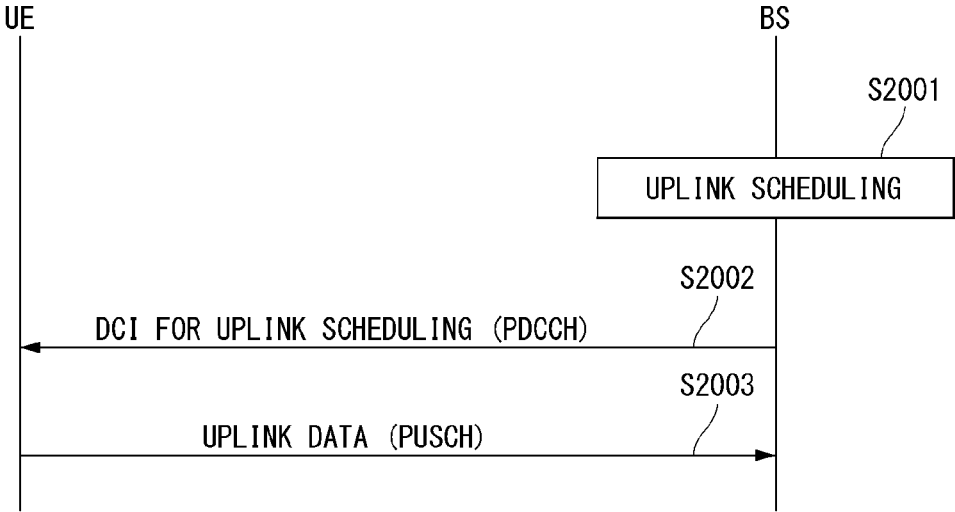 UE
BS
S2001
UPLINK SCHEDULING
S2002
DCI FOR UPLINK SCHEDULING (PDCCH)
S2003
UPLINK DATA (PUSCH)